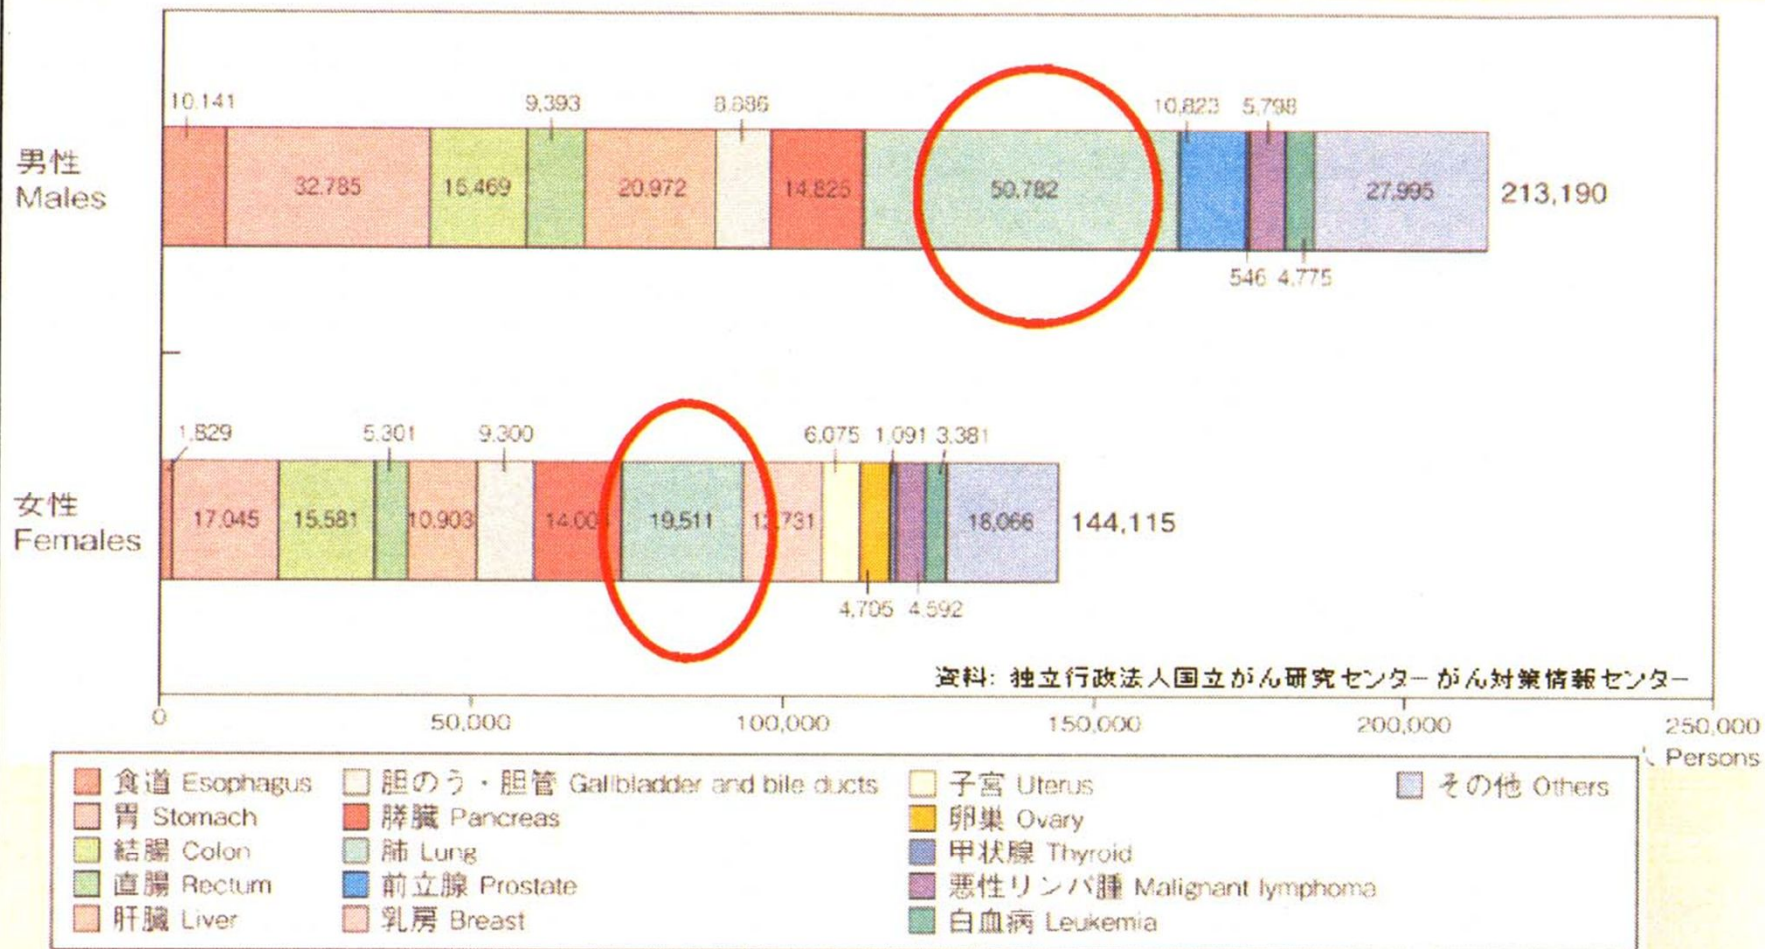 10.141 9.393 8.886 10.823 5.798
男性
Males
32.785 15.469 20.972 14.825 50.782 27.995 213,190
546 4.775
1.829 5.301 9.300 6.075 1.091 3.381
女性
Females
17.045 15.581 10.903 19,511 18,066 144,115
4.705 4.592
資料: 独立行政法人国立がん研究センターがん対策情報センター
0 50,000 100,000 150,000 200,000 250,000
Persons
食道 Esophagus 胆のう・胆管 Gallbladder and bile ducts 子宮 Uterus その他 Others
胃 Stomach 膵臓 Pancreas 卵巣 Ovary
結腸 Colon 肺 Lung 甲状腺 Thyroid
直腸 Rectum 前立腺 Prostate 悪性リンパ腫 Malignant lymphoma
肝臓 Liver 乳房 Breast 白血病 Leukemia